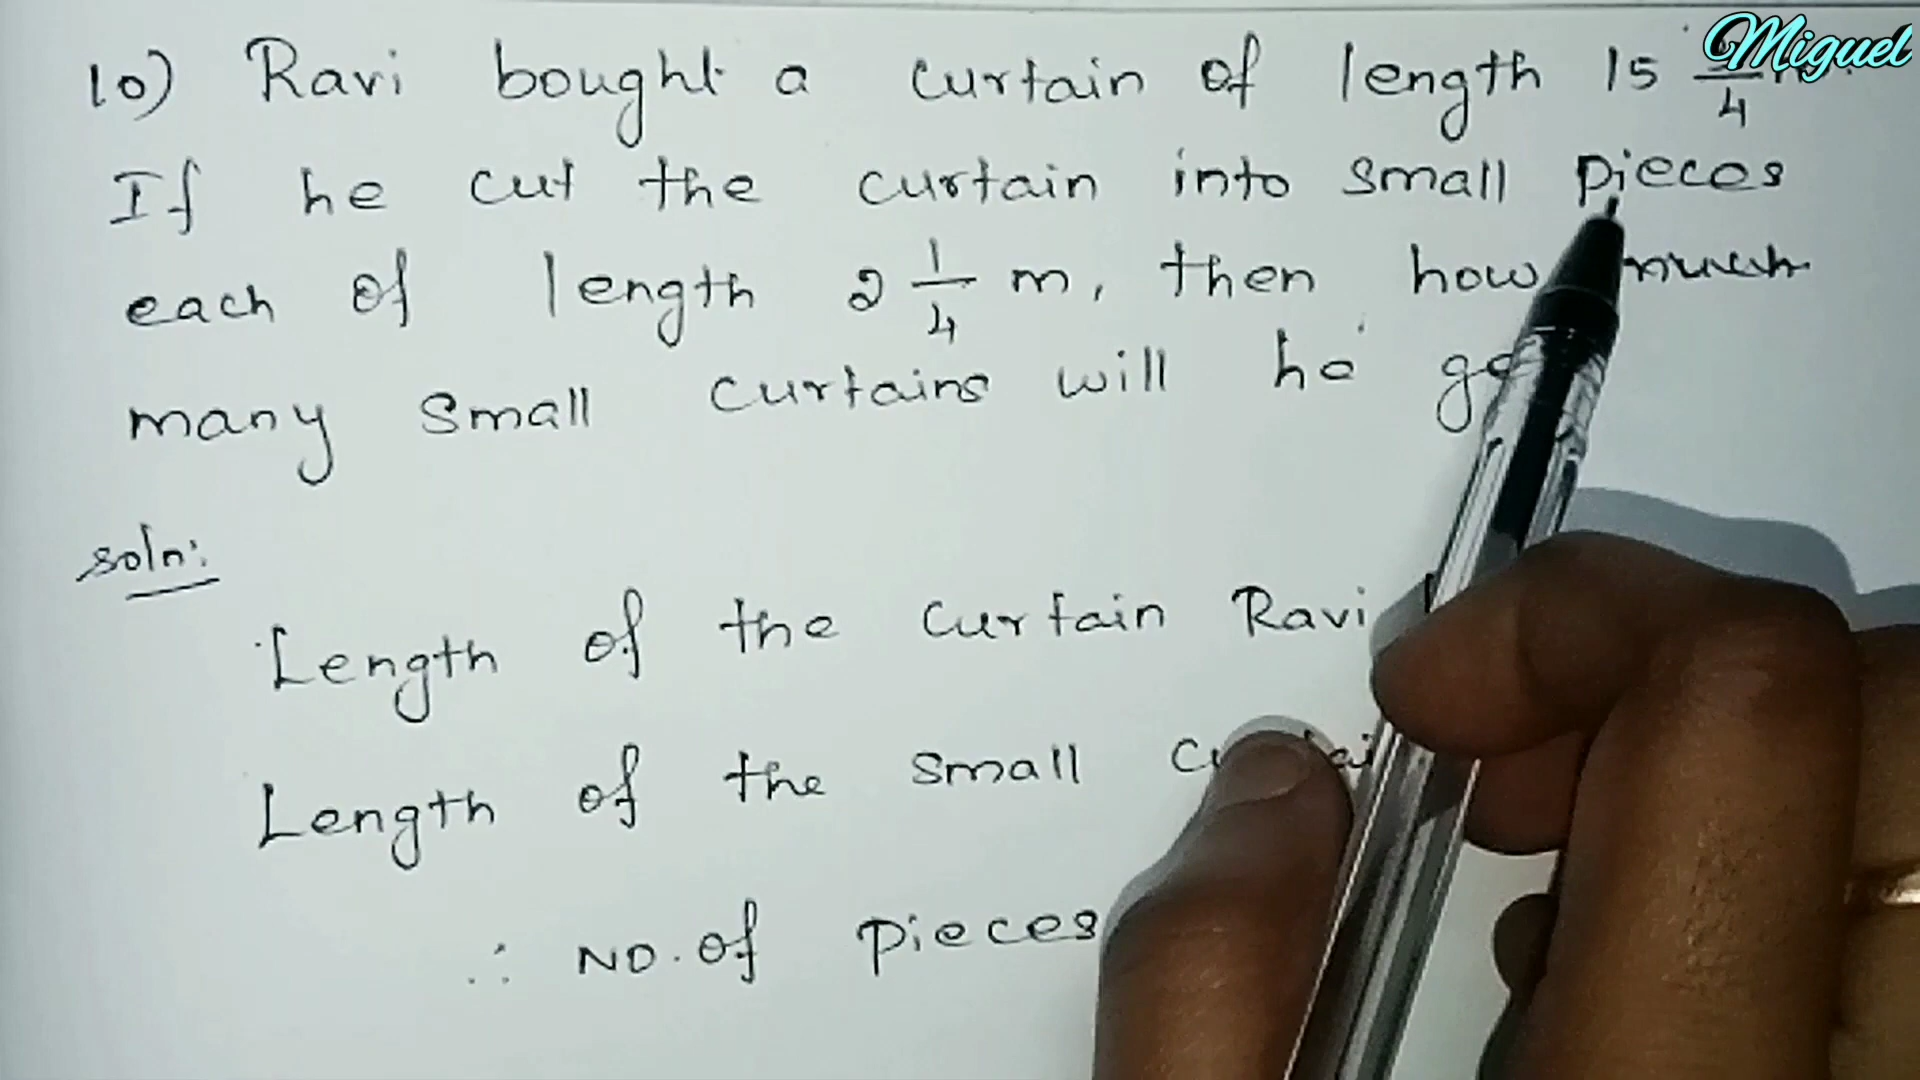 10) Ravi bought a curtain of length 15 /4
If he cut the curtain into small pieces
each of length 2 1/4 m, then how much
many small curtains will he
soln:
Length of the curtain Ravi
Length of the small
∴ NO. of pieces
Miguel